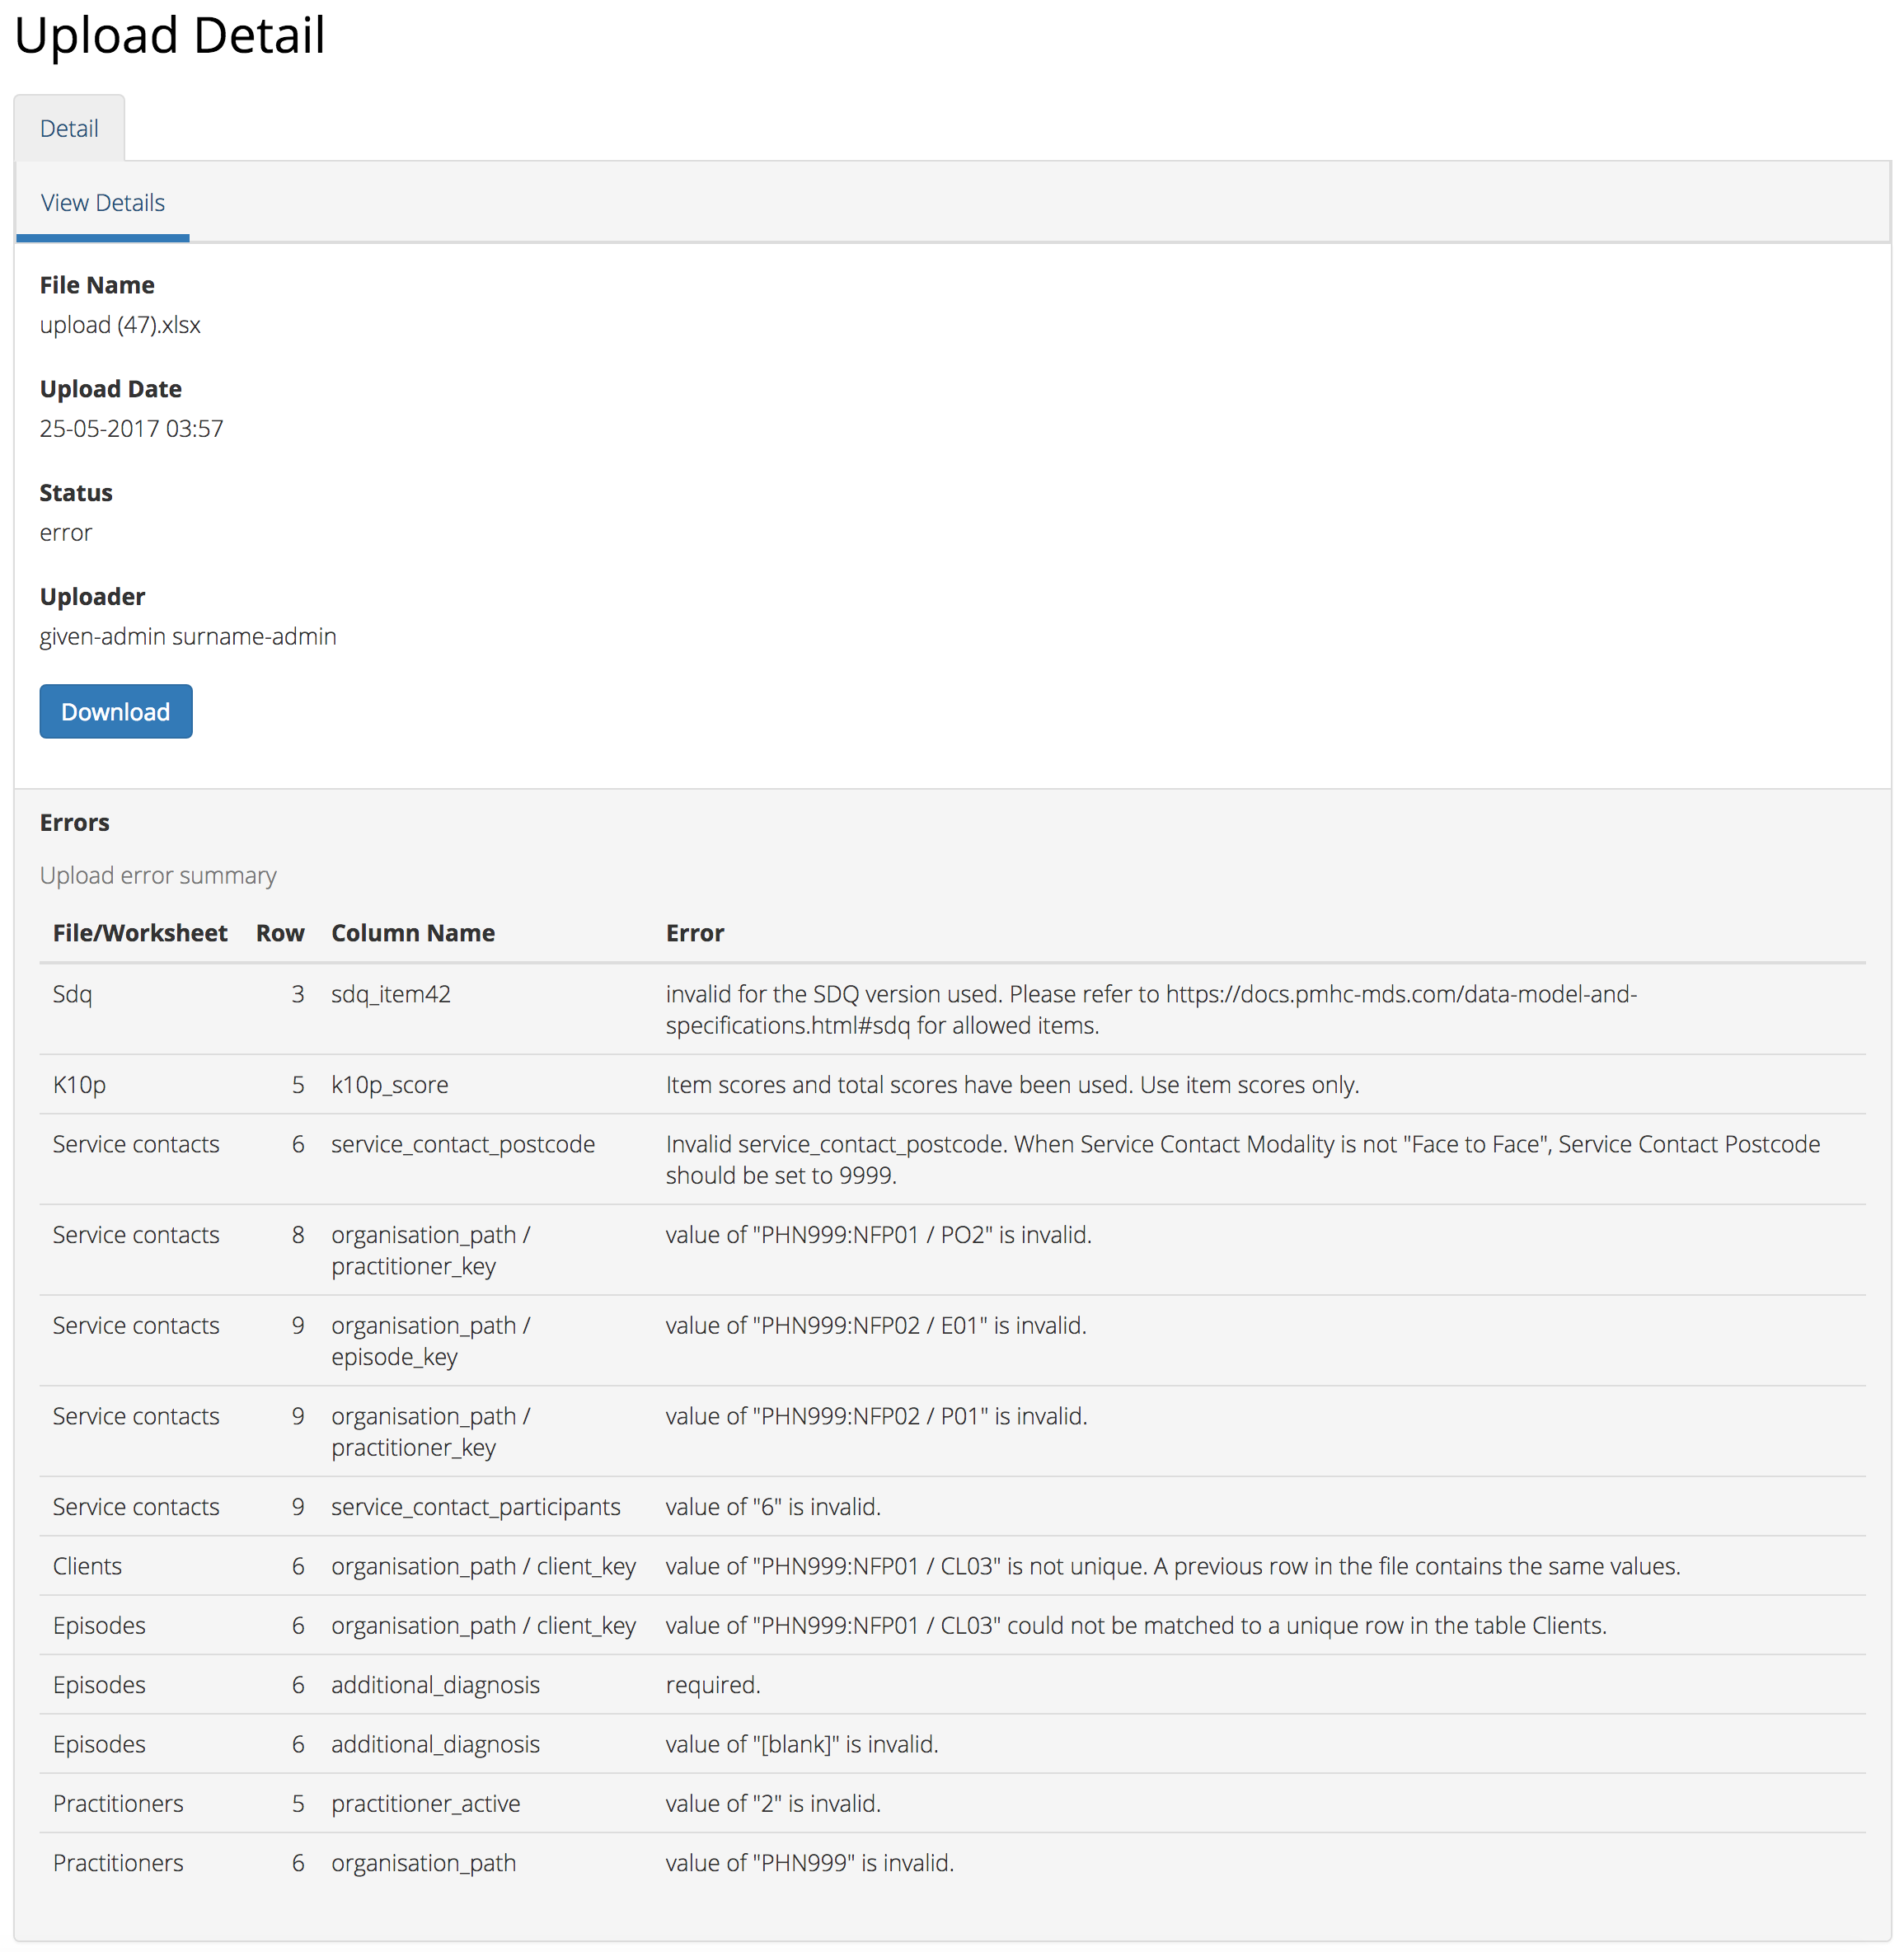 Upload Detail
Detail
View Details
File Name
upload (47).xlsx
Upload Date
25-05-2017 03:57
Status
error
Uploader
given-admin surname-admin
Download
Errors
Upload error summary
File/Worksheet Row Column Name Error
Sdq 3 sdq_item42 invalid for the SDQ version used. Please refer to https://docs.pmhc-mds.com/data-model-and-
specifications.html#sdq for allowed items.
K10p 5 k10p_score Item scores and total scores have been used. Use item scores only.
Service contacts 6 service_contact_postcode Invalid service_contact_postcode. When Service Contact Modality is not "Face to Face", Service Contact Postcode
should be set to 9999.
Service contacts 8 organisation_path / value of "PHN999:NFP01 / PO2" is invalid.
practitioner_key
Service contacts 9 organisation_path / value of "PHN999:NFP02 / E01" is invalid.
episode_key
Service contacts 9 organisation_path / value of "PHN999:NFP02 / P01" is invalid.
practitioner_key
Service contacts 9 service_contact_participants value of "6" is invalid.
Clients 6 organisation_path / client_key value of "PHN999:NFP01 / CL03" is not unique. A previous row in the file contains the same values.
Episodes 6 organisation_path / client_key value of "PHN999:NFP01 / CL03" could not be matched to a unique row in the table Clients.
Episodes 6 additional_diagnosis required.
Episodes 6 additional_diagnosis value of "[blank]" is invalid.
Practitioners 5 practitioner_active value of "2" is invalid.
Practitioners 6 organisation_path value of "PHN999" is invalid.